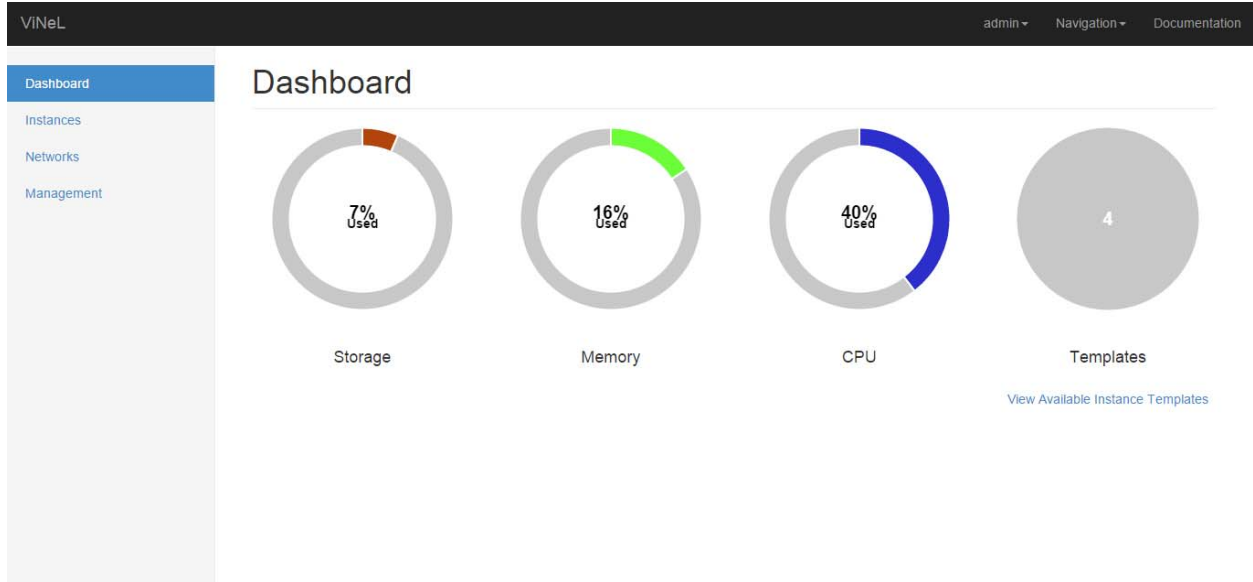 ViNeL
admin
Navigation
Documentation
Dashboard
Instances
Networks
Management
Dashboard
7%
Used
16%
Used
40%
Used
4
Storage
Memory
CPU
Templates
View Available Instance Templates